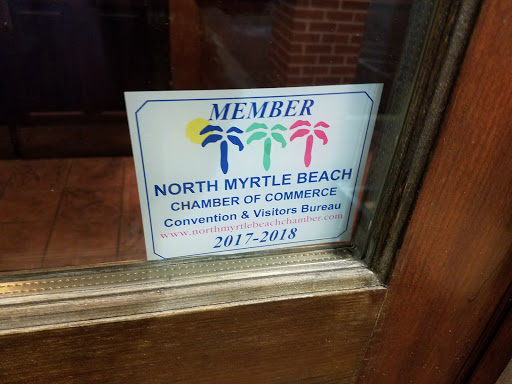 MEMBER
NORTH MYRTLE BEACH
CHAMBER OF COMMERCE
Convention & Visitors Bureau
www.northmyrtlebeachchamber.com
2017-2018